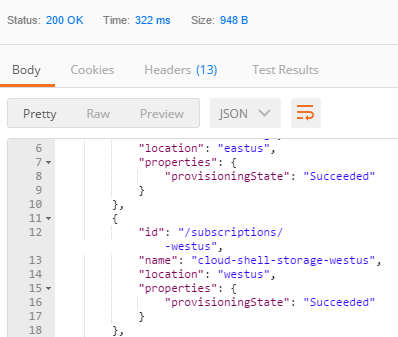 Status: 200 OK Time: 322 ms Size: 948 B
Body Cookies Headers (13) Test Results
Pretty Raw Preview JSON
6 "location": "eastus",
7 "properties": {
8 "provisioningState": "Succeeded"
9 }
10 },
11 {
12 "id": "/subscriptions/
-westus",
13 "name": "cloud-shell-storage-westus",
14 "location": "westus",
15 "properties": {
16 "provisioningState": "Succeeded"
17 }
18 },